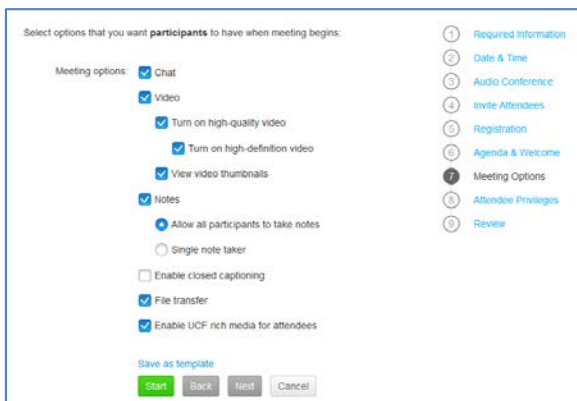 Select options that you want participants to have when meeting begins:
Meeting options:
Chat
Video
Turn on high-quality video
Turn on high-definition video
View video thumbnails
Notes
Allow all participants to take notes
Single note taker
Enable closed captioning
File transfer
Enable UCF rich media for attendees
Save as template
Start Back Next Cancel
1 Required Information
2 Date & Time
3 Audio Conference
4 Invite Attendees
5 Registration
6 Agenda & Welcome
7 Meeting Options
8 Attendee Privileges
9 Review